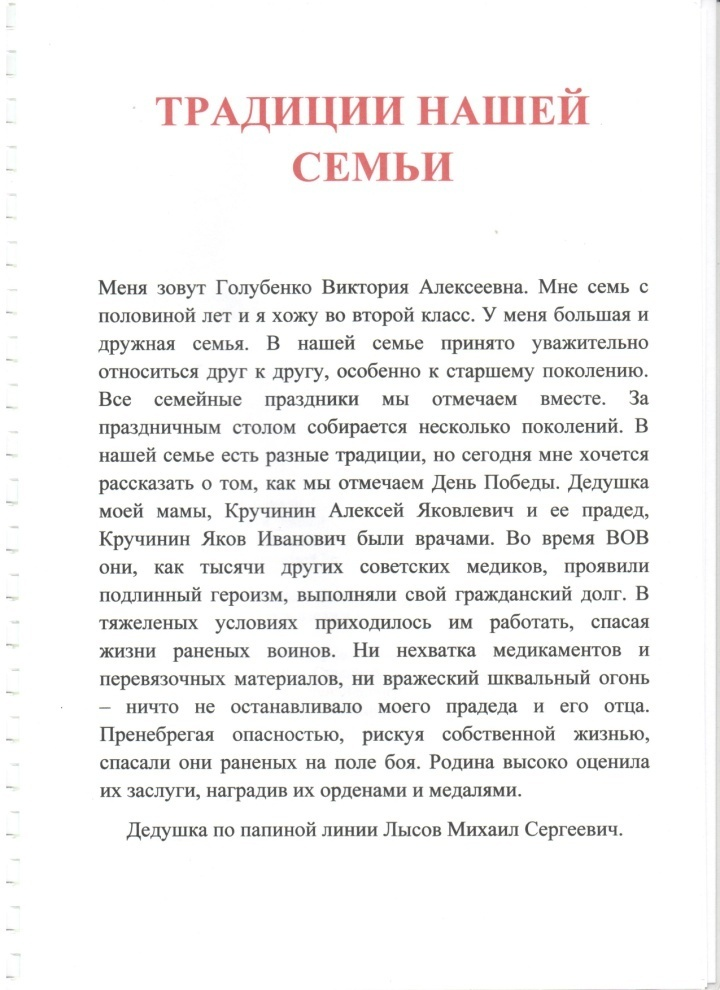 ТРАДИЦИИ НАШЕЙ
СЕМЬИ
Меня зовут Голубенко Виктория Алексеевна. Мне семь с
половиной лет и я хожу во второй класс. У меня большая и
дружная семья. В нашей семье принято уважительно
относиться друг к другу, особенно к старшему поколению.
Все семейные праздники мы отмечаем вместе. За
праздничным столом собирается несколько поколений. В
нашей семье есть разные традиции, но сегодня мне хочется
рассказать о том, как мы отмечаем День Победы. Дедушка
моей мамы, Кручинин Алексей Яковлевич и ее прадед,
Кручинин Яков Иванович были врачами. Во время ВОВ
они, как тысячи других советских медиков, проявили
подлинный героизм, выполняли свой гражданский долг. В
тяжеленых условиях приходилось им работать, спасая
жизни раненых воинов. Ни нехватка медикаментов и
перевязочных материалов, ни вражеский шквальный огонь
– ничто не останавливало моего прадеда и его отца.
Пренебрегая опасностью, рискуя собственной жизнью,
спасали они раненых на поле боя. Родина высоко оценила
их заслуги, наградив их орденами и медалями.
Дедушка по папиной линии Лысов Михаил Сергеевич.